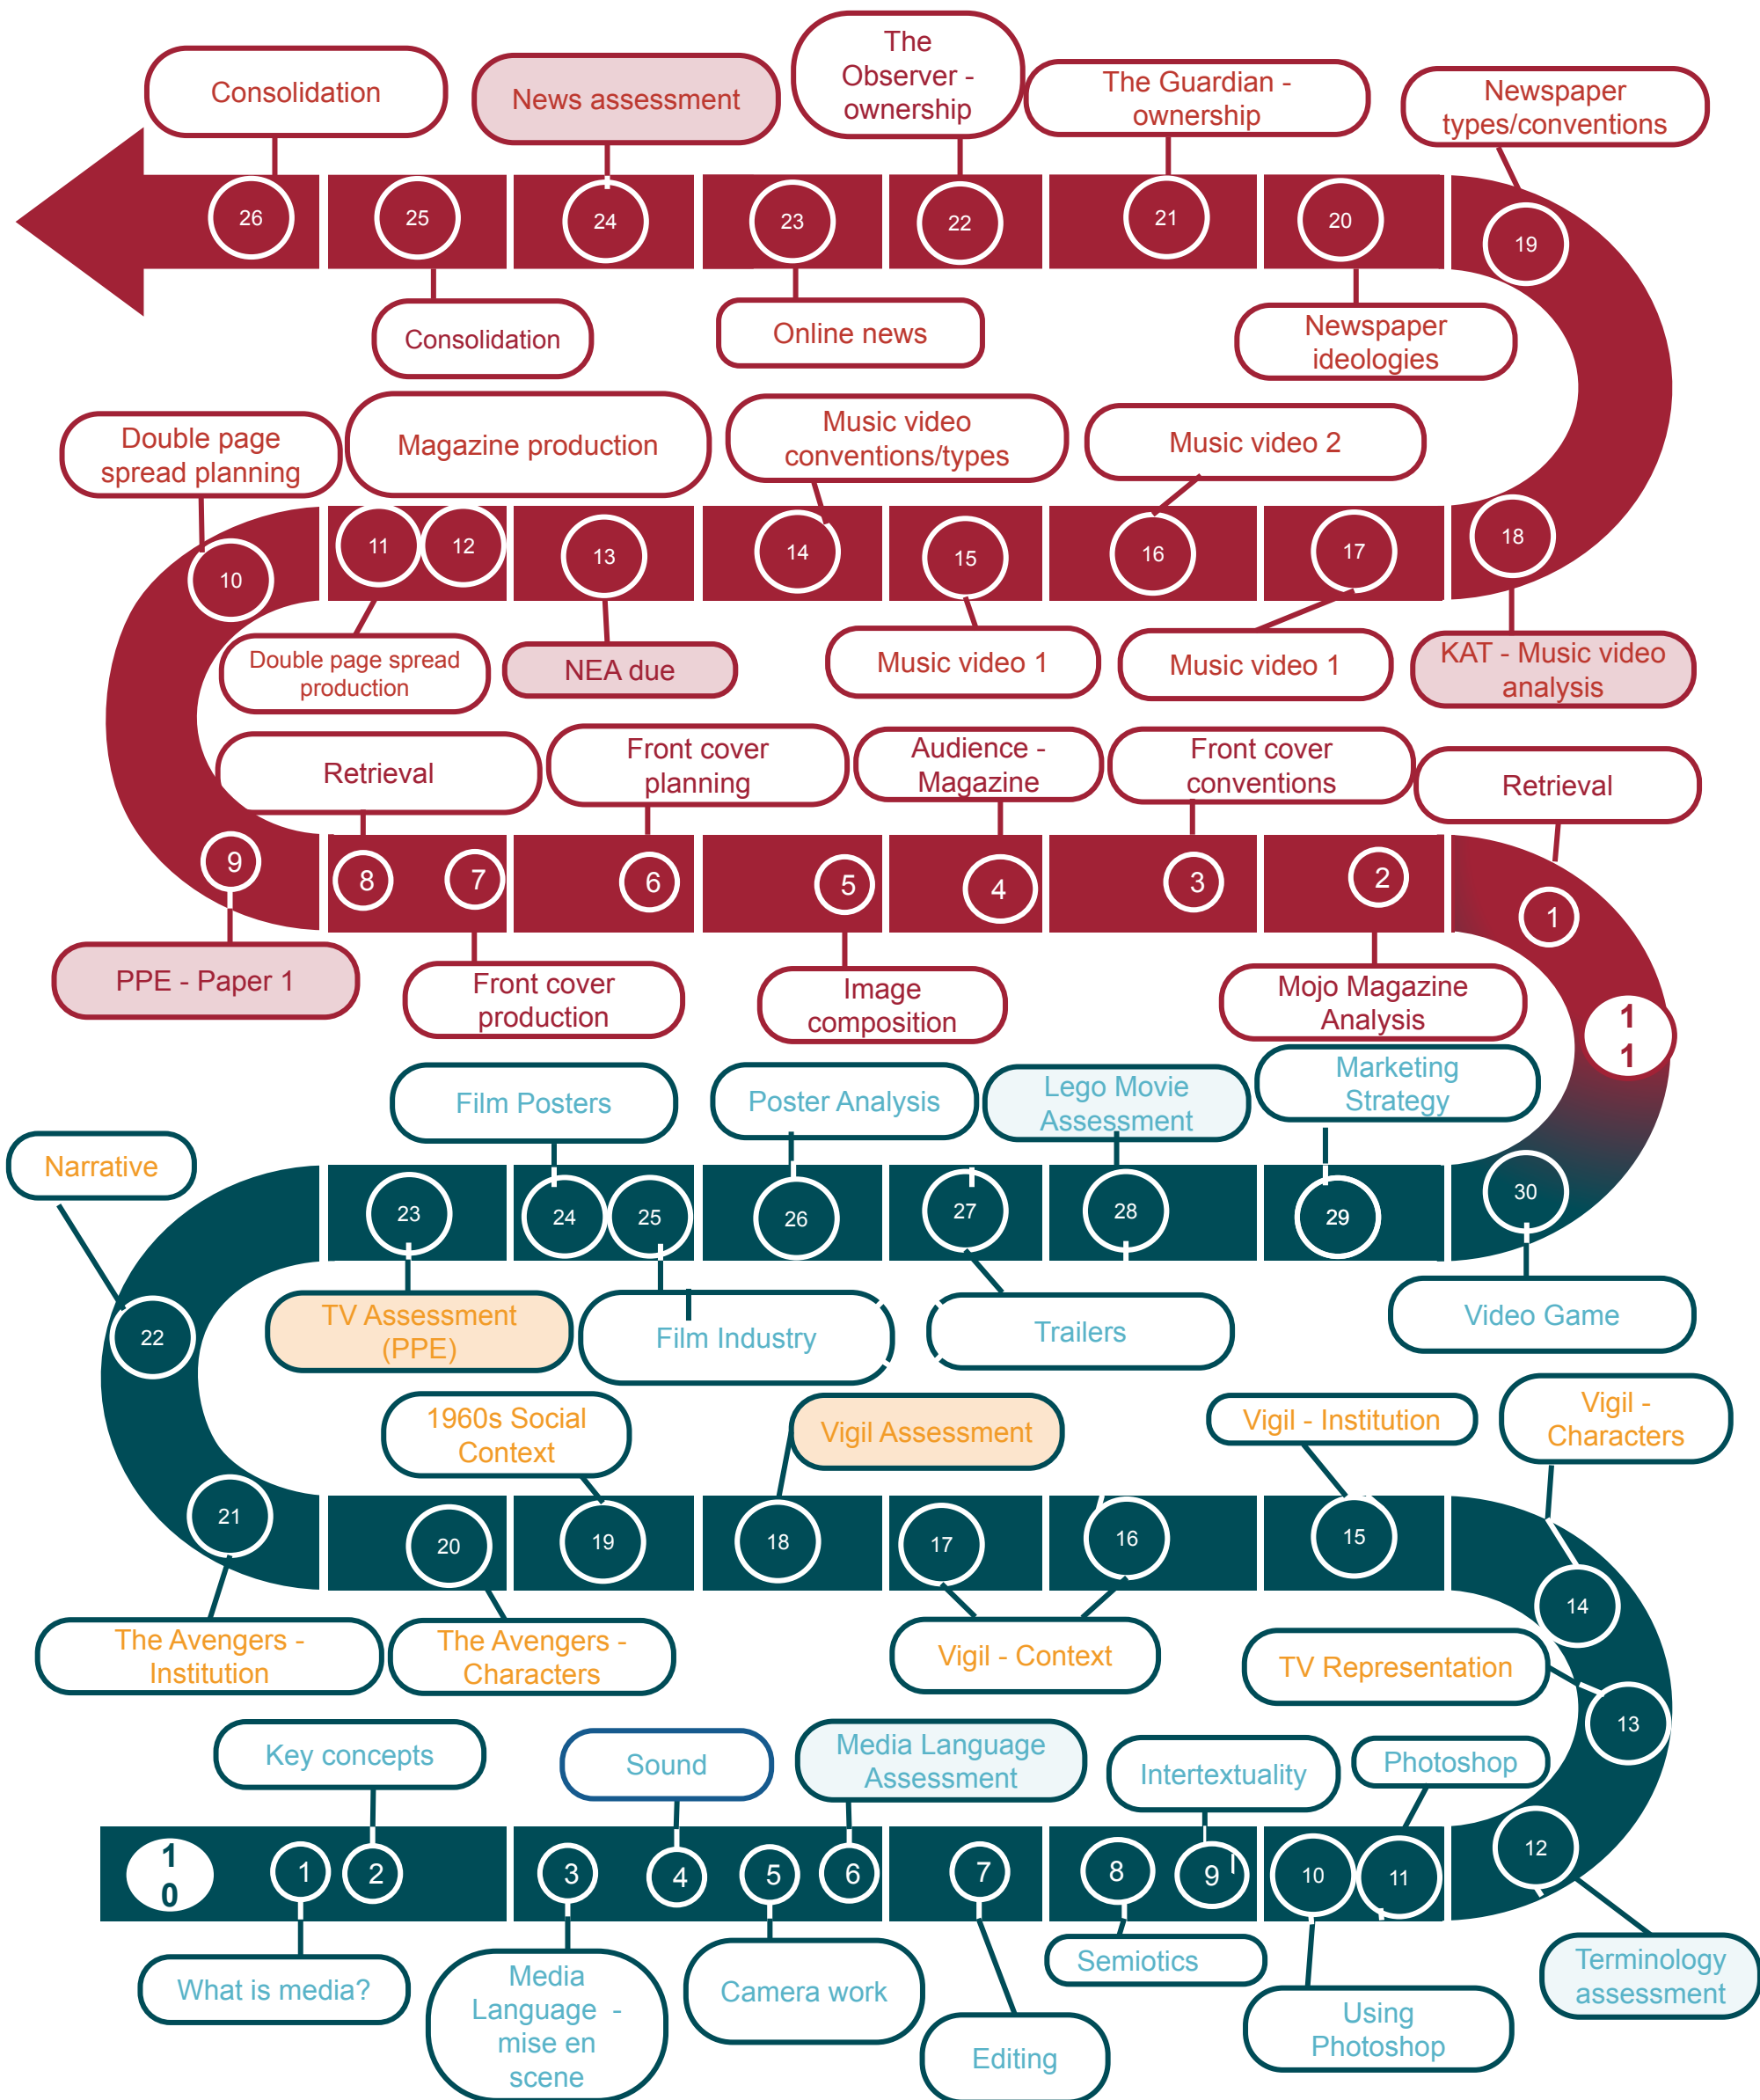 Consolidation
News assessment
The
Observer -
ownership
The Guardian -
ownership
Newspaper
types/conventions
26
25
24
23
22
21
20
19
Consolidation
Online news
Newspaper
ideologies
Double page
spread planning
Magazine production
Music video
conventions/types
Music video 2
10
11
12
13
14
15
16
17
18
Double page spread
production
NEA due
Music video 1
Music video 1
KAT - Music video
analysis
Retrieval
Front cover
planning
Audience -
Magazine
Front cover
conventions
Retrieval
9
8
7
6
5
4
3
2
1
PPE - Paper 1
Front cover
production
Image
composition
Mojo Magazine
Analysis
1
1
Film Posters
Poster Analysis
Lego Movie
Assessment
Marketing
Strategy
Narrative
23
24
25
26
27
28
29
30
22
TV Assessment
(PPE)
Film Industry
Trailers
Video Game
1960s Social
Context
Vigil Assessment
Vigil - Institution
Vigil -
Characters
21
20
19
18
17
16
15
14
The Avengers -
Institution
The Avengers -
Characters
Vigil - Context
TV Representation
13
Key concepts
Sound
Media Language
Assessment
Intertextuality
Photoshop
1
0
1
2
3
4
5
6
7
8
9
10
11
12
What is media?
Media
Language -
mise en
scene
Camera work
Editing
Semiotics
Using
Photoshop
Terminology
assessment